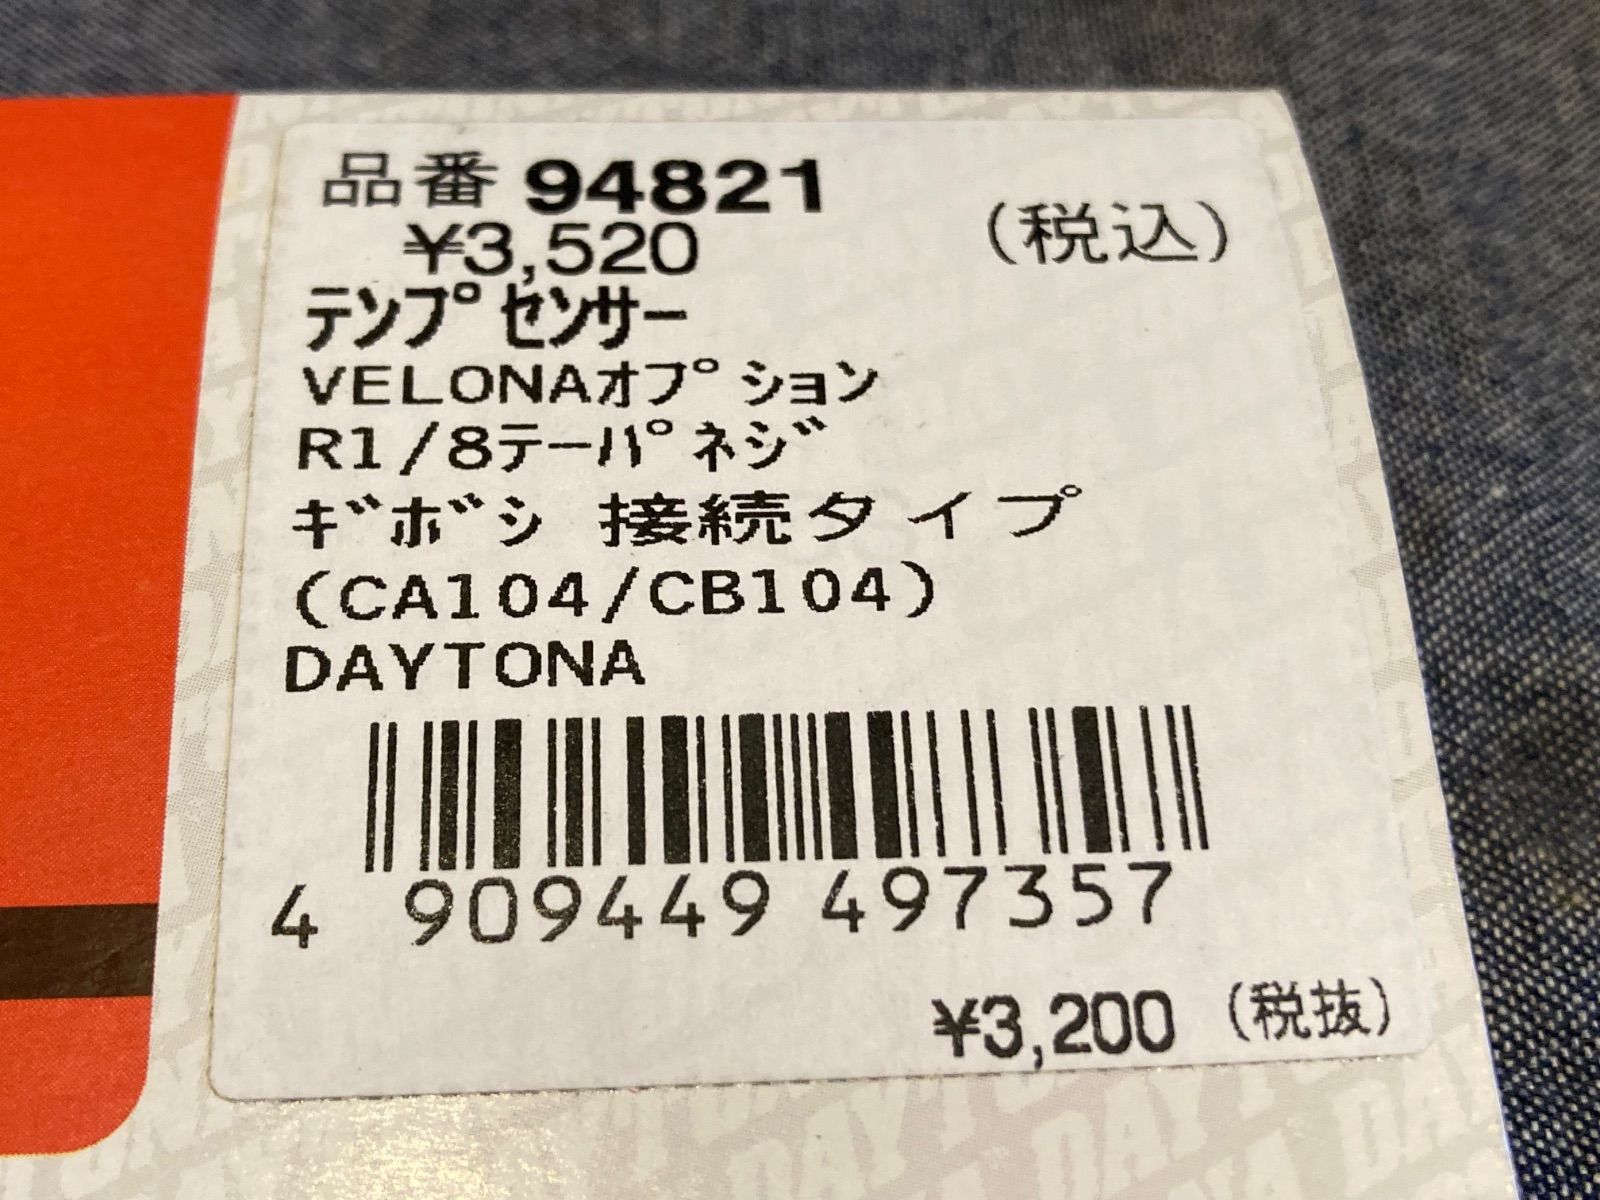 品番 94821
¥3,520 (税込)
ﾃﾝﾌﾟｾﾝｻｰ
VELONAｵﾌﾟｼｮﾝ
R1/8ﾃｰﾊﾟﾈｼﾞ
ｷﾞﾎﾞｼ 接続タイプ
(CA104/CB104)
DAYTONA
4 909449 497357
¥3,200 (税抜)